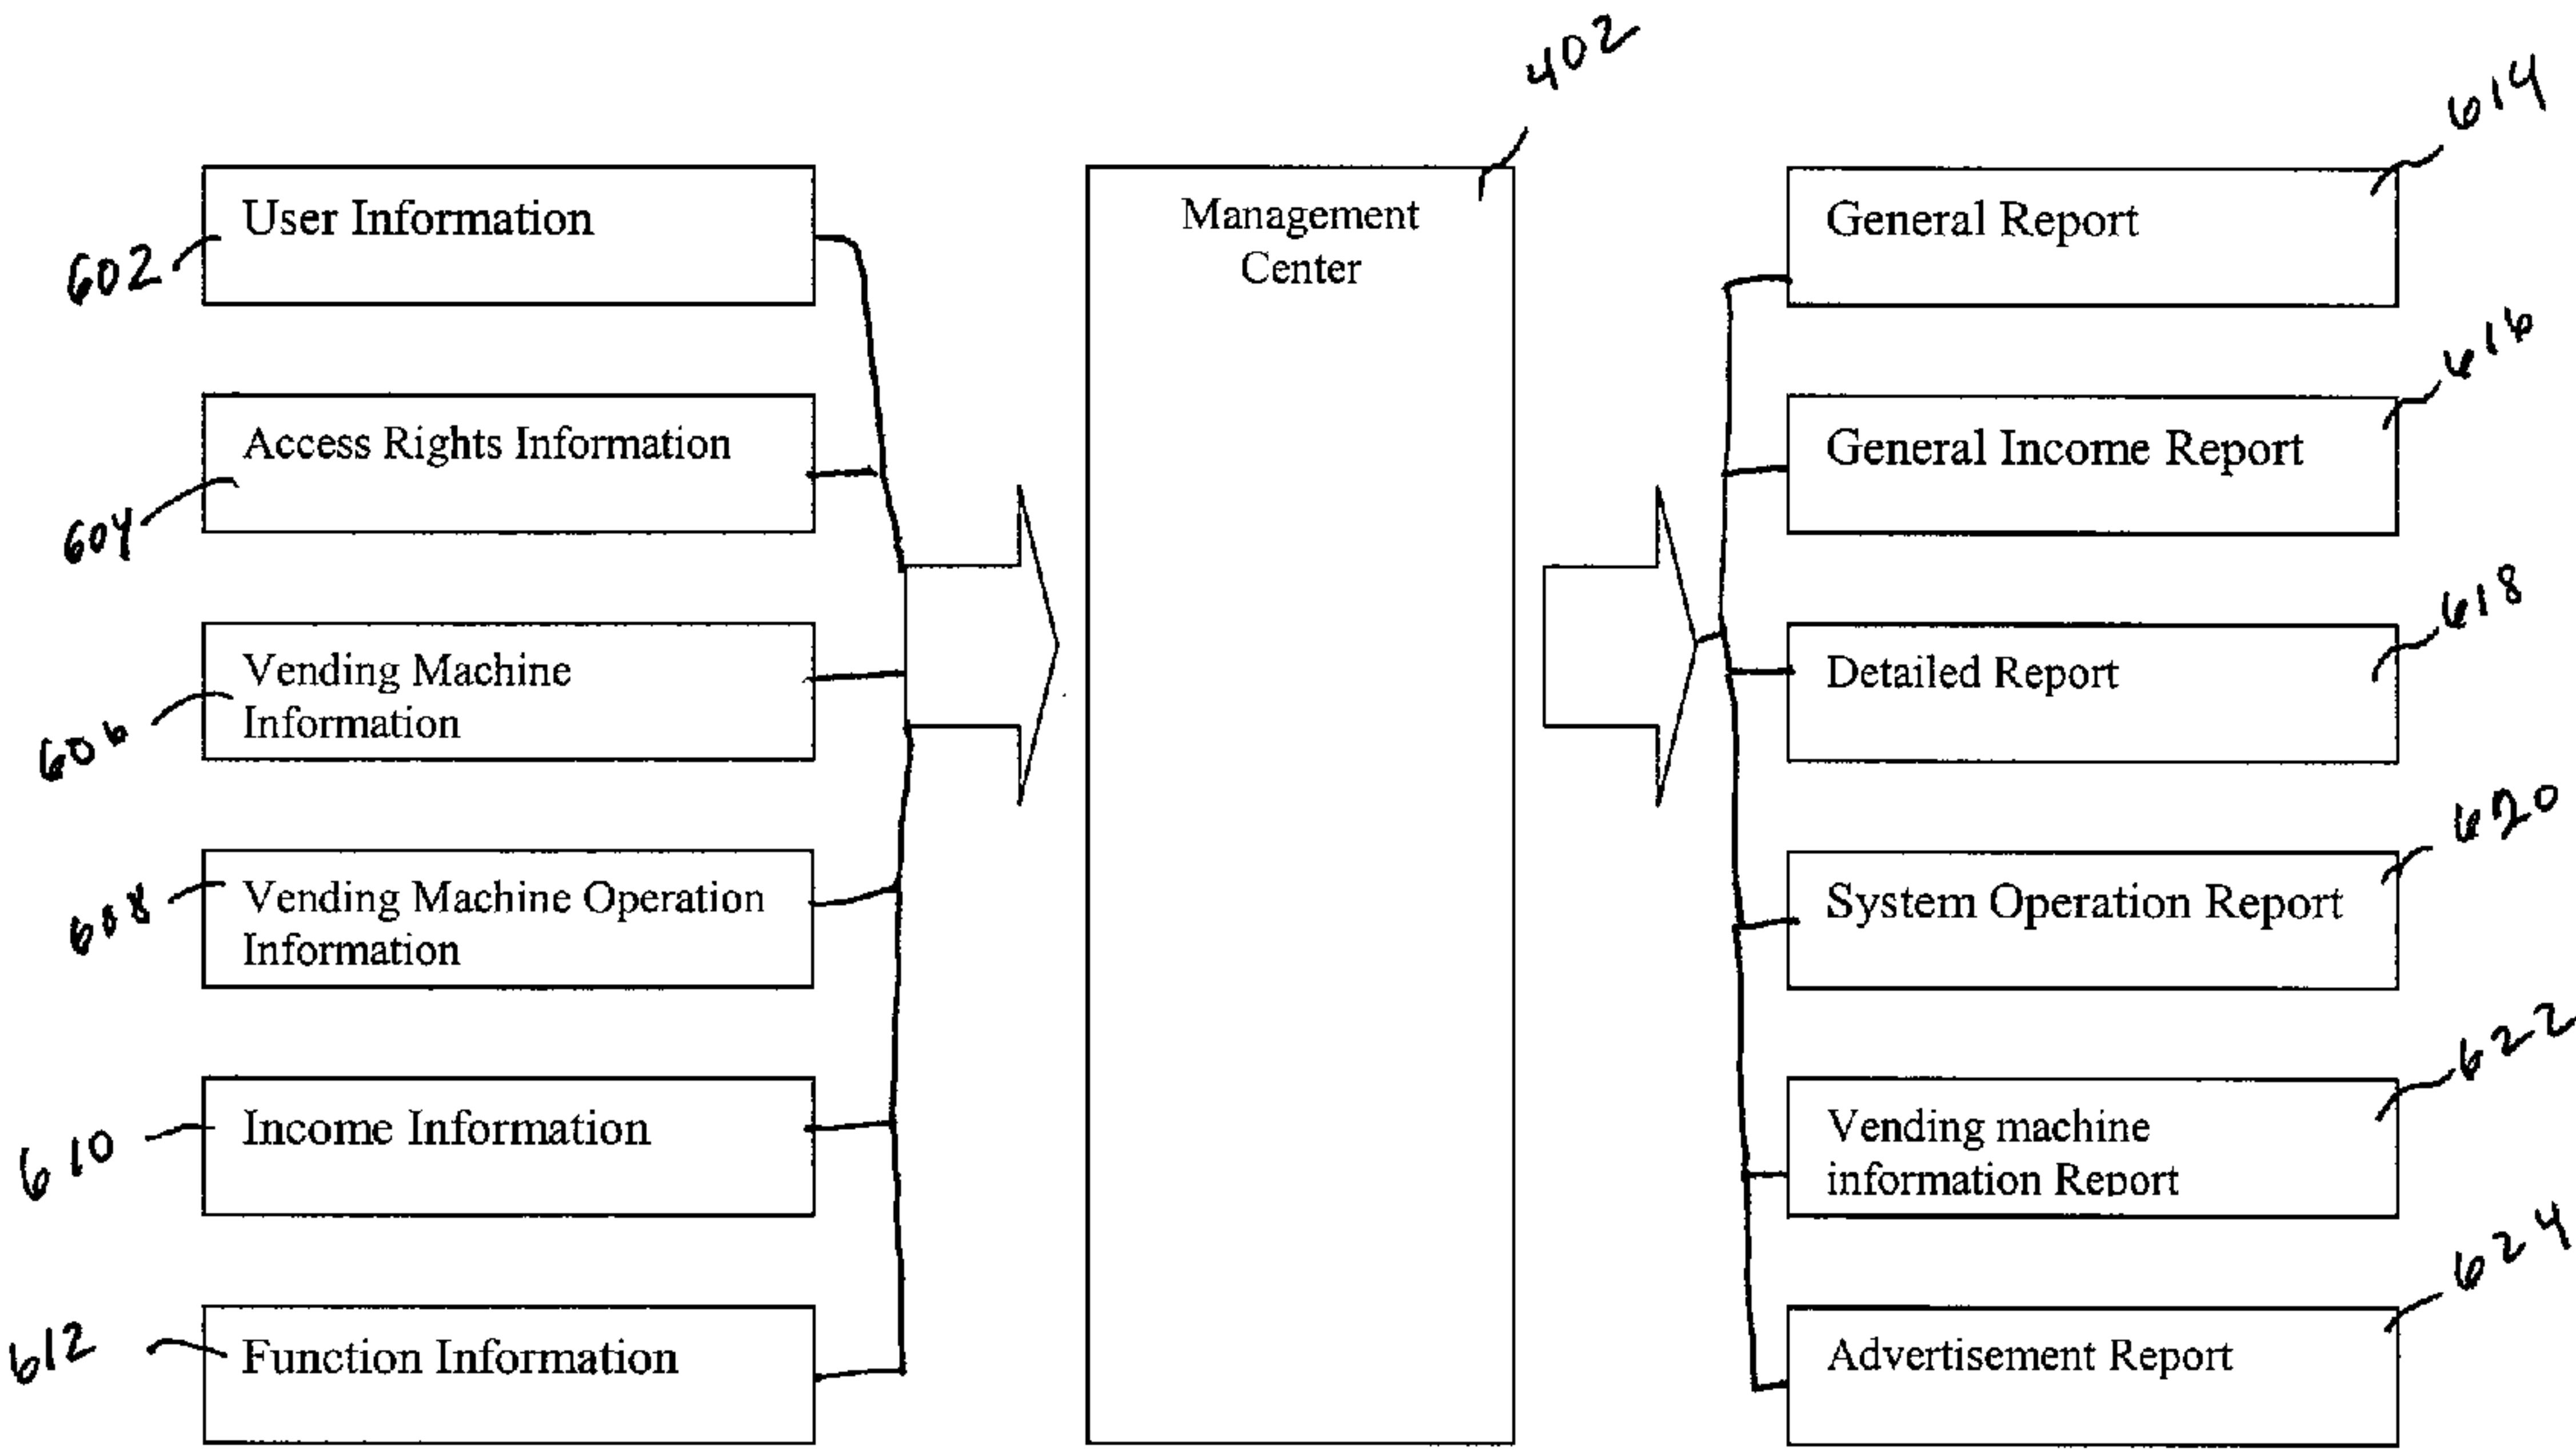 402
Management
Center
602
User Information
604
Access Rights Information
606
Vending Machine
Information
608
Vending Machine Operation
Information
610
Income Information
612
Function Information
614
General Report
616
General Income Report
618
Detailed Report
620
System Operation Report
622
Vending machine
information Report
624
Advertisement Report